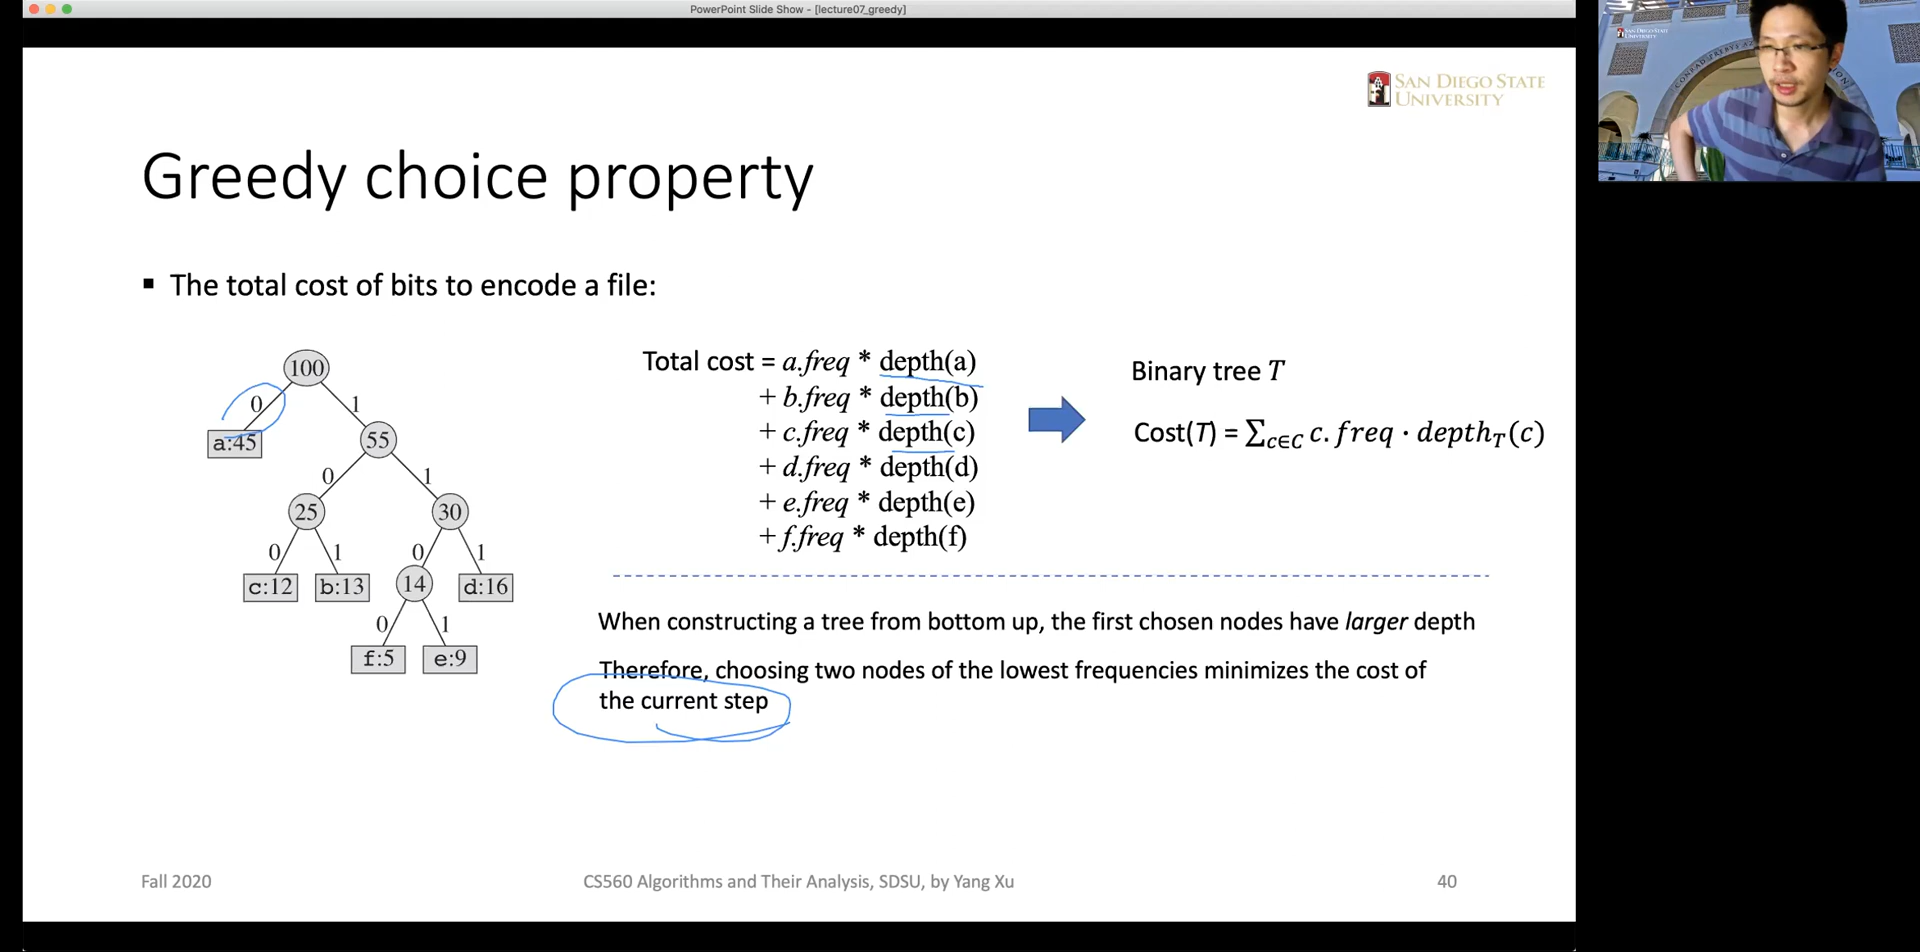 PowerPoint Slide Show - [lecture07_greedy]
SAN DIEGO STATE
UNIVERSITY
SAN DIEGO STATE
UNIVERSITY
Greedy choice property
▪ The total cost of bits to encode a file:
100
0 1
a:45 55
0 1
25 30
0 1 0 1
c:12 b:13 14 d:16
0 1
f:5 e:9
Total cost = a.freq * depth(a)
+ b.freq * depth(b)
+ c.freq * depth(c)
+ d.freq * depth(d)
+ e.freq * depth(e)
+ f.freq * depth(f)
Binary tree T
Cost(T) = ∑c∈C c.freq · depthT(c)
When constructing a tree from bottom up, the first chosen nodes have larger depth
Therefore, choosing two nodes of the lowest frequencies minimizes the cost of
the current step
Fall 2020
CS560 Algorithms and Their Analysis, SDSU, by Yang Xu
40